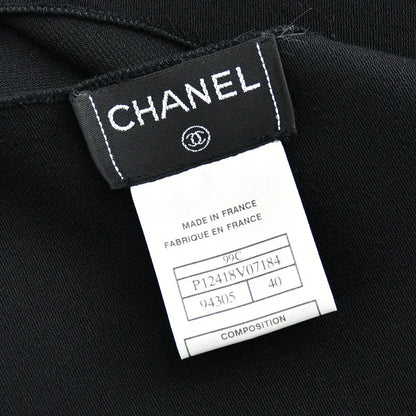 CHANEL
MADE IN FRANCE
FABRIQUE EN FRANCE
99C
P12418V07184
94305 40
COMPOSITION